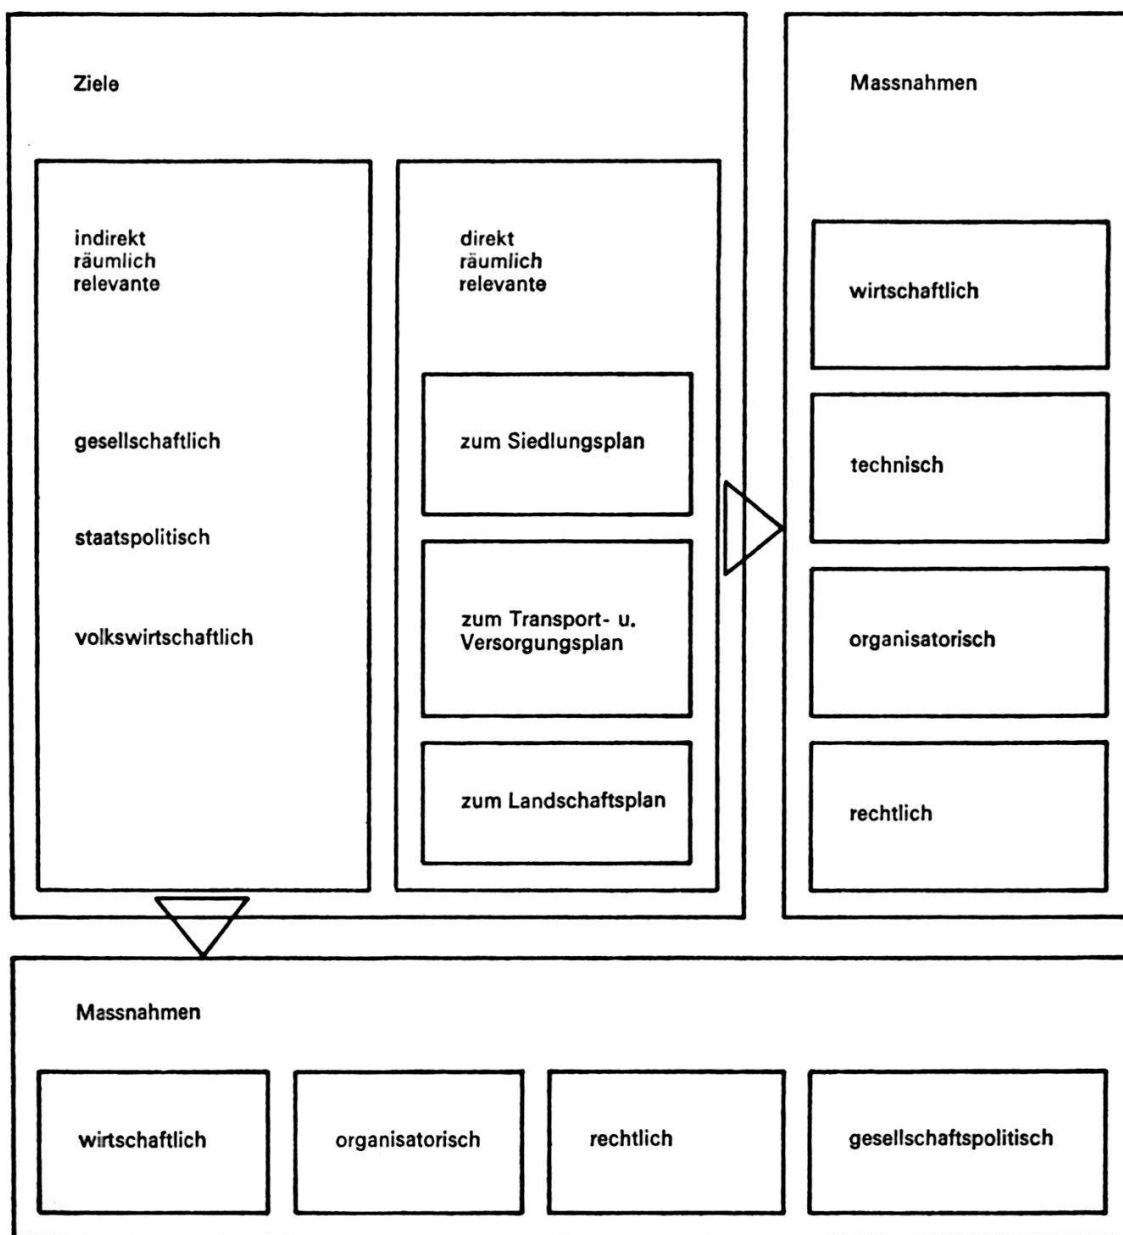 Ziele
indirekt
räumlich
relevante
gesellschaftlich
staatspolitisch
volkswirtschaftlich
direkt
räumlich
relevante
zum Siedlungsplan
zum Transport- u.
Versorgungsplan
zum Landschaftsplan
Massnahmen
wirtschaftlich
technisch
organisatorisch
rechtlich
Massnahmen
wirtschaftlich
organisatorisch
rechtlich
gesellschaftspolitisch